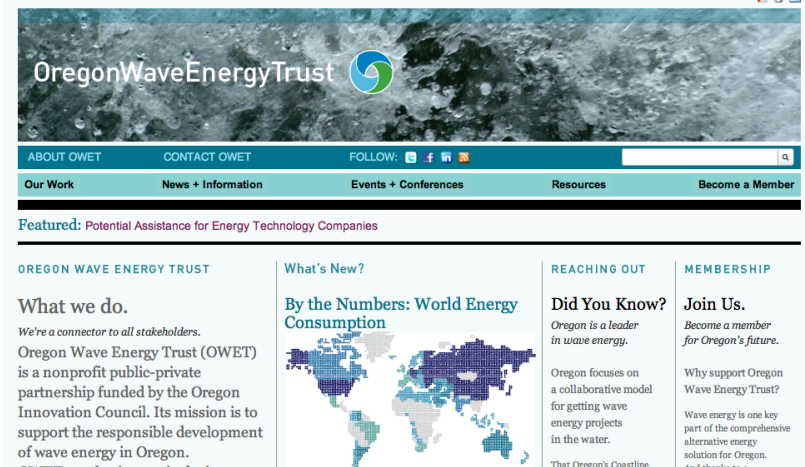 OregonWaveEnergyTrust
ABOUT OWET CONTACT OWET FOLLOW:
Our Work News + Information Events + Conferences Resources Become a Member
Featured: Potential Assistance for Energy Technology Companies
OREGON WAVE ENERGY TRUST
What we do.
We're a connector to all stakeholders.
Oregon Wave Energy Trust (OWET)
is a nonprofit public-private
partnership funded by the Oregon
Innovation Council. Its mission is to
support the responsible development
of wave energy in Oregon.
What's New?
By the Numbers: World Energy
Consumption
REACHING OUT
Did You Know?
Oregon is a leader
in wave energy.
Oregon focuses on
a collaborative model
for getting wave
energy projects
in the water.
That Oregon's Coastline
MEMBERSHIP
Join Us.
Become a member
for Oregon's future.
Why support Oregon
Wave Energy Trust?
Wave energy is one key
part of the comprehensive
alternative energy
solution for Oregon.
And thanks to a